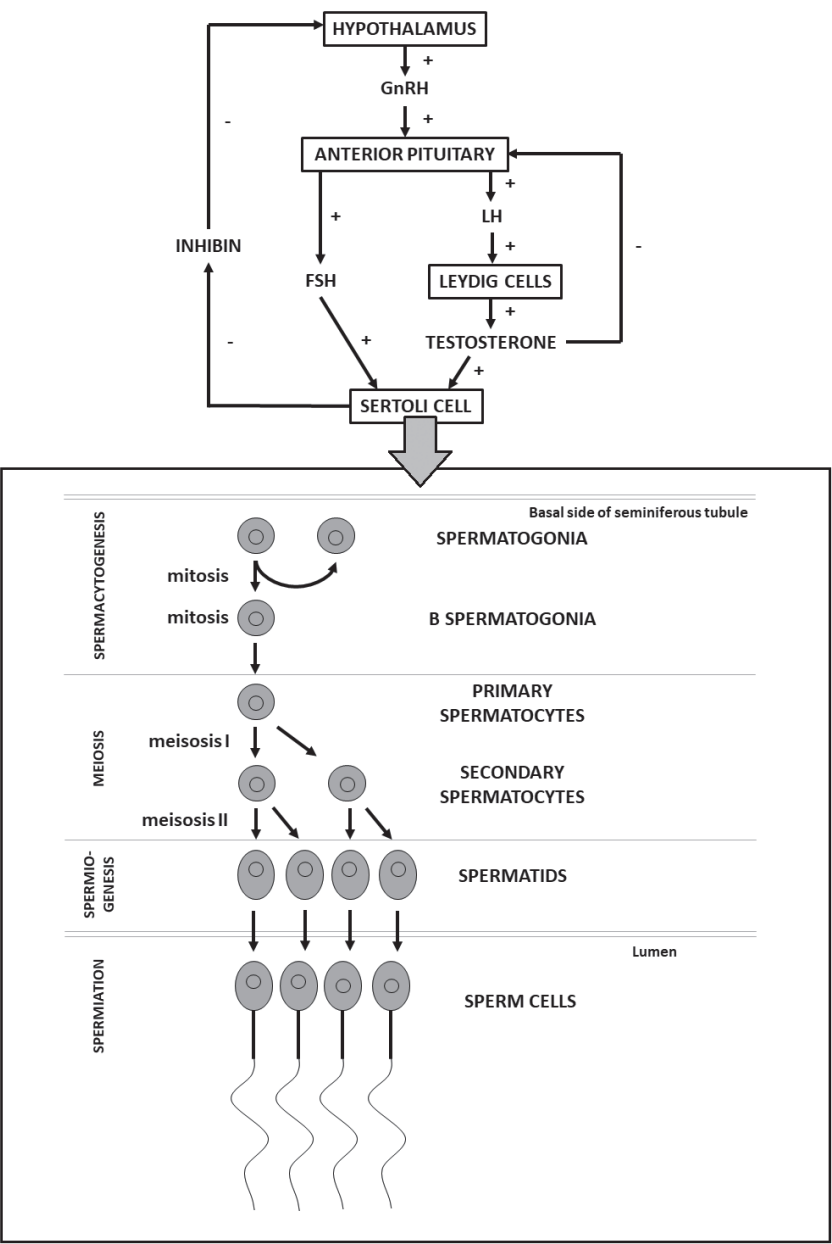 HYPOTHALAMUS
+
GnRH
-
+
ANTERIOR PITUITARY
+
+
LH
INHIBIN
+
-
FSH
LEYDIG CELLS
+
-
+
TESTOSTERONE
+
SERTOLI CELL
Basal side of seminiferous tubule
SPERMACYTOGENESIS
SPERMATOGONIA
mitosis
mitosis
B SPERMATOGONIA
MEIOSIS
PRIMARY
SPERMATOCYTES
meisosis I
SECONDARY
SPERMATOCYTES
meisosis II
SPERMIO-
GENESIS
SPERMATIDS
Lumen
SPERMIATION
SPERM CELLS